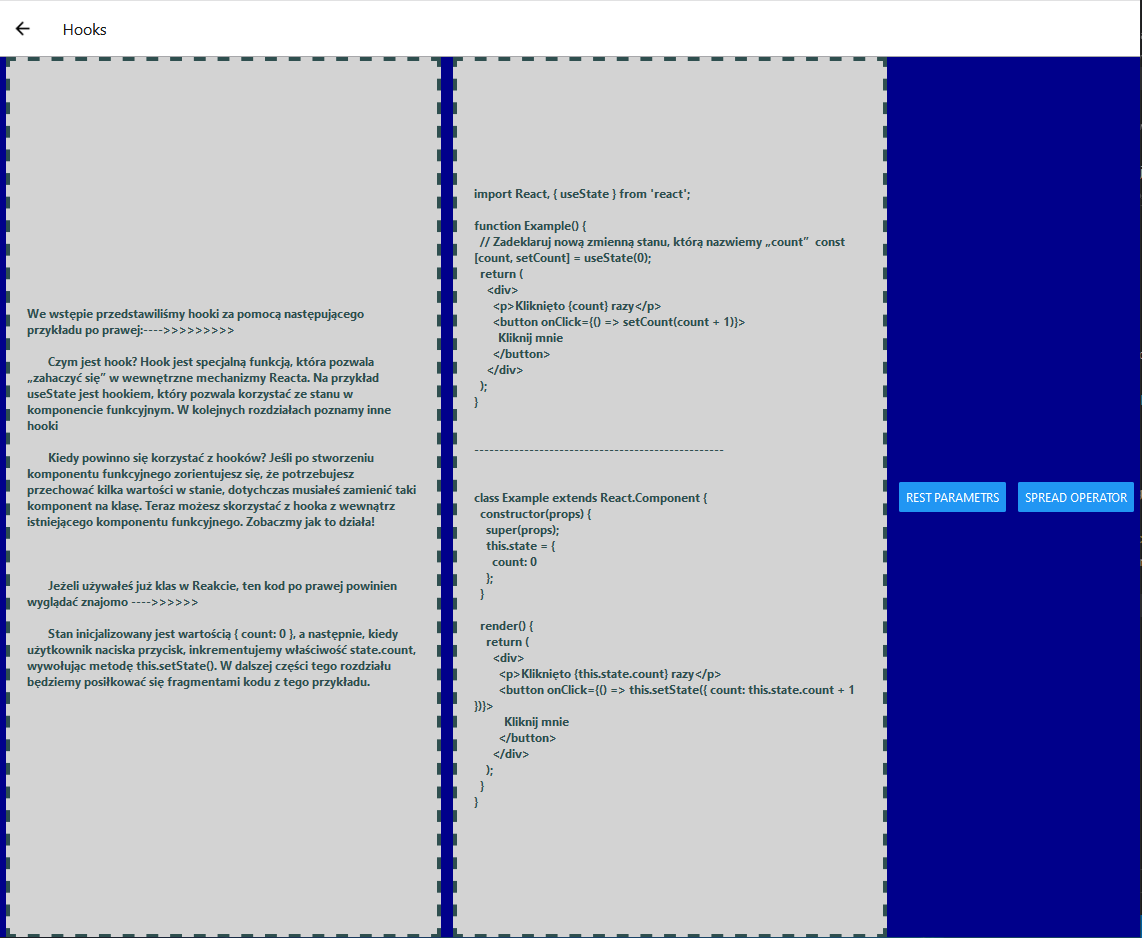 Hooks
We wstępie przedstawiliśmy hooki za pomocą następującego
przykładu po prawej:---->>>>>>>>>
Czym jest hook? Hook jest specjalną funkcją, która pozwala
„zahaczyć się” w wewnętrzne mechanizmy Reacta. Na przykład
useState jest hookiem, który pozwala korzystać ze stanu w
komponencie funkcyjnym. W kolejnych rozdziałach poznamy inne
hooki
Kiedy powinno się korzystać z hooków? Jeśli po stworzeniu
komponentu funkcyjnego zorientujesz się, że potrzebujesz
przechować kilka wartości w stanie, dotychczas musiałeś zamienić taki
komponent na klasę. Teraz możesz skorzystać z hooka z wewnątrz
istniejącego komponentu funkcyjnego. Zobaczmy jak to działa!
Jeżeli używałeś już klas w Reakcie, ten kod po prawej powinien
wyglądać znajomo ---->>>>>>
Stan inicjalizowany jest wartością { count: 0 }, a następnie, kiedy
użytkownik naciska przycisk, inkrementujemy właściwość state.count,
wywołując metodę this.setState(). W dalszej części tego rozdziału
będziemy posiłkować się fragmentami kodu z tego przykładu.
import React, { useState } from 'react';
function Example() {
// Zadeklaruj nową zmienną stanu, którą nazwiemy „count”  const
[count, setCount] = useState(0);
return (
<div>
<p>Kliknięto {count} razy</p>
<button onClick={() => setCount(count + 1)}>
Kliknij mnie
</button>
</div>
);
}
--------------------------------------------------
class Example extends React.Component {
constructor(props) {
super(props);
this.state = {
count: 0
};
}
render() {
return (
<div>
<p>Kliknięto {this.state.count} razy</p>
<button onClick={() => this.setState({ count: this.state.count + 1
})}>
Kliknij mnie
</button>
</div>
);
}
}
REST PARAMETRS
SPREAD OPERATOR